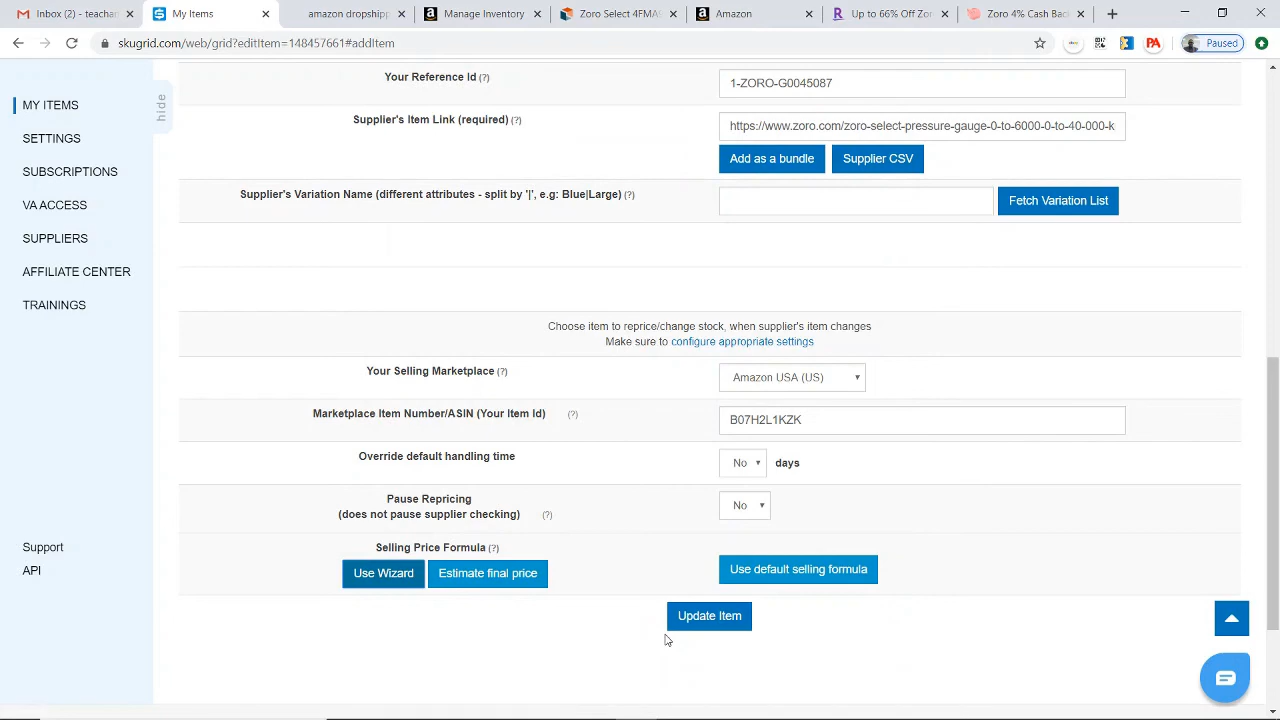 Inbox (2) - teachan
My Items
amazon dropshipp
Manage Inventory
Zoro Select 4FMA
Amazon
Up to 66% Off Zor
Zoro 4% Cash Back
skugrid.com/web/grid?editItem=148457661#addItem
PA
Paused
MY ITEMS
SETTINGS
SUBSCRIPTIONS
VA ACCESS
SUPPLIERS
AFFILIATE CENTER
TRAININGS
Support
API
hide
Your Reference Id (?)
1-ZORO-G0045087
Supplier's Item Link (required) (?)
https://www.zoro.com/zoro-select-pressure-gauge-0-to-6000-0-to-40-000-k
Add as a bundle
Supplier CSV
Supplier's Variation Name (different attributes - split by '|', e.g: Blue|Large) (?)
Fetch Variation List
Choose item to reprice/change stock, when supplier's item changes
Make sure to configure appropriate settings
Your Selling Marketplace (?)
Amazon USA (US)
Marketplace Item Number/ASIN (Your Item Id) (?)
B07H2L1KZK
Override default handling time
No days
Pause Repricing
(does not pause supplier checking) (?)
No
Selling Price Formula (?)
Use Wizard
Estimate final price
Use default selling formula
Update Item